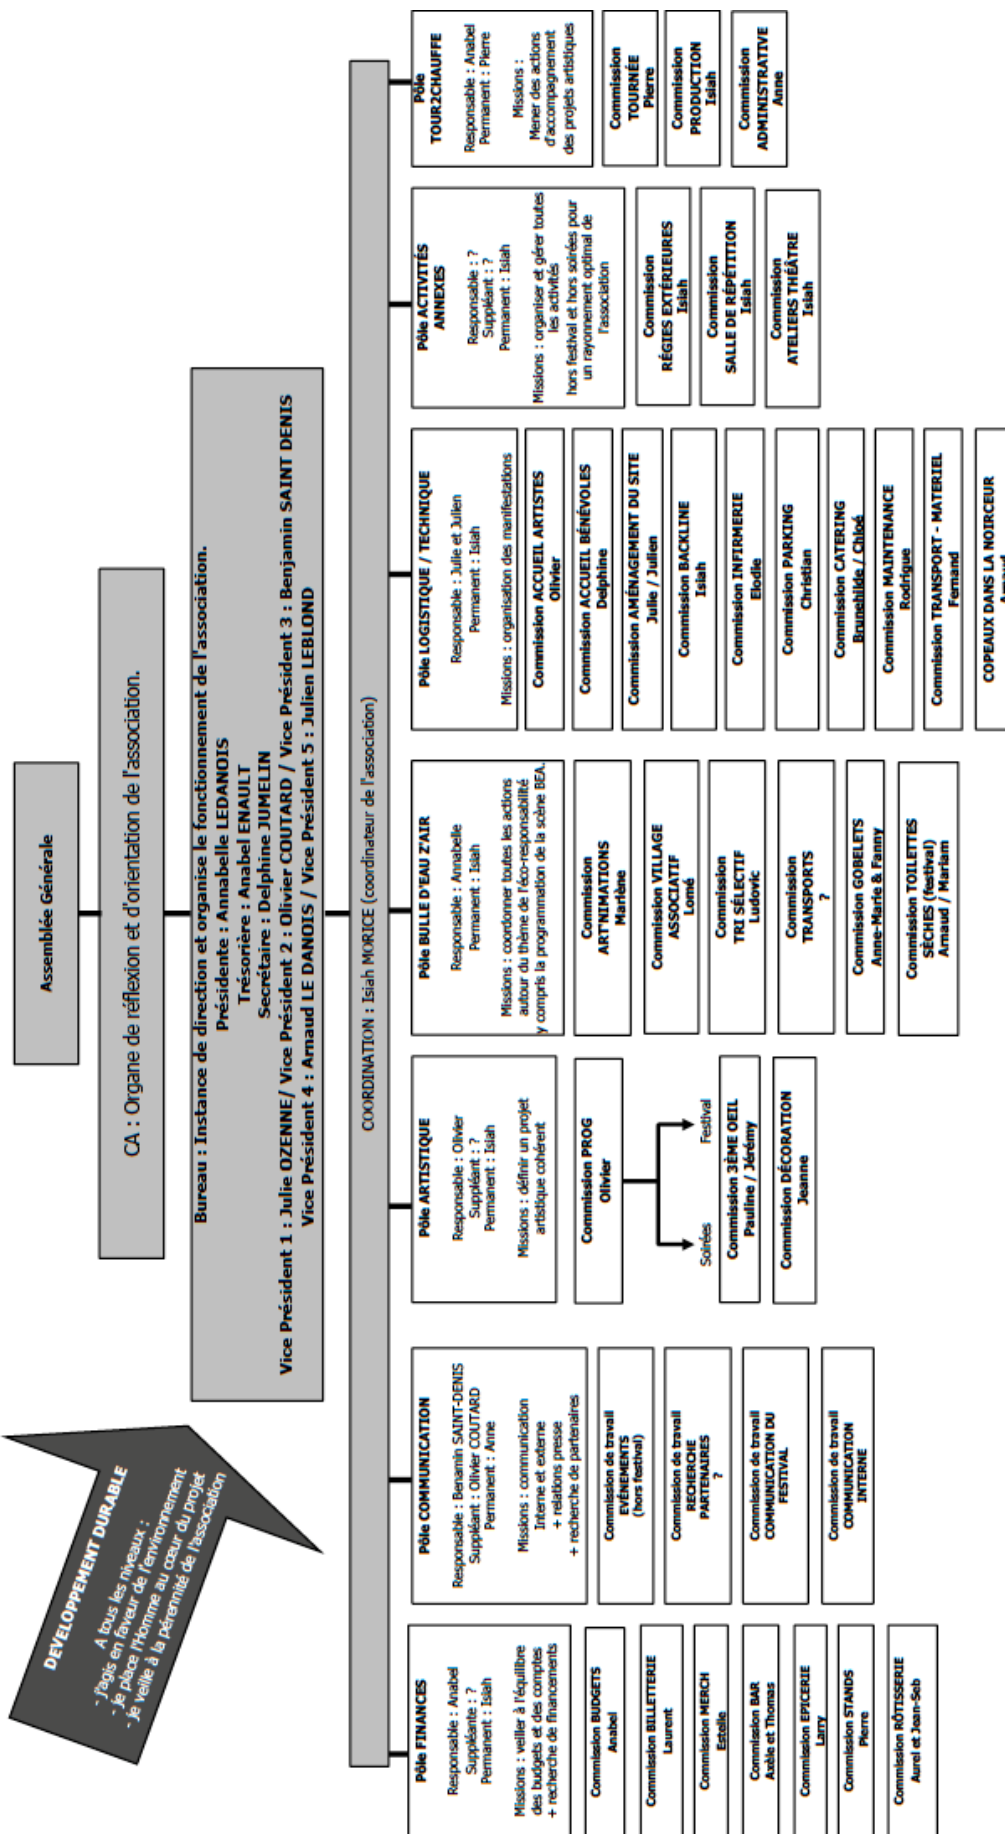 Assemblée Générale
CA : Organe de réflexion et d'orientation de l'association.
Bureau : Instance de direction et organise le fonctionnement de l'association.
Présidente : Annabelle LEDANOIS
Trésorière : Anabel ENAULT
Secrétaire : Delphine JUMELIN
Vice Président 1 : Julie OZENNE/ Vice Président 2 : Olivier COUTARD / Vice Président 3 : Benjamin SAINT DENIS
Vice Président 4 : Arnaud LE DANOIS / Vice Président 5 : Julien LEBLOND
DEVELOPPEMENT DURABLE
A tous les niveaux :
- j'agis en faveur de l'environnement
- je place l'Homme au cœur du projet
- je veille à la pérennité de l'association
COORDINATION : Isiah MORICE (coordinateur de l'association)
Pôle FINANCES
Responsable : Anabel
Suppléante : ?
Permanent : Isiah
Missions : veiller à l'équilibre
des budgets et des comptes
+ recherche de financements
Commission BUDGETS
Anabel
Commission BILLETTERIE
Laurent
Commission MERCH
Estelle
Commission BAR
Axèle et Thomas
Commission EPICERIE
Larry
Commission STANDS
Pierre
Commission RÔTISSERIE
Aurel et Jean-Seb
Pôle COMMUNICATION
Responsable : Benamin SAINT-DENIS
Suppléant : Olivier COUTARD
Permanent : Anne
Missions : communication
Interne et externe
+ relations presse
+ recherche de partenaires
Commission de travail
EVÉNEMENTS
(hors festival)
Commission de travail
RECHERCHE
PARTENAIRES
?
Commission de travail
COMMUNICATION DU
FESTIVAL
Commission de travail
COMMUNICATION
INTERNE
Pôle ARTISTIQUE
Responsable : Olivier
Suppléant : ?
Permanent : Isiah
Missions : définir un projet
artistique cohérent
Commission PROG
Olivier
Soirées
Festival
Commission 3ÈME OEIL
Pauline / Jérémy
Commission DÉCORATION
Jeanne
Pôle BULLE D'EAU Z'AIR
Responsable : Annabelle
Permanent : Isiah
Missions : coordonner toutes les actions
autour du thème de l'éco-responsabilité
y compris la programmation de la scène BEA.
Commission
ART'NIMATIONS
Marlène
Commission VILLAGE
ASSOCIATIF
Lomé
Commission
TRI SÉLECTIF
Ludovic
Commission
TRANSPORTS
?
Commission GOBELETS
Anne-Marie & Fanny
Commission TOILETTES
SÈCHES (festival)
Arnaud / Mariam
Pôle LOGISTIQUE / TECHNIQUE
Responsable : Julie et Julien
Permanent : Isiah
Missions : organisation des manifestations
Commission ACCUEIL ARTISTES
Olivier
Commission ACCUEIL BÉNÉVOLES
Delphine
Commission AMÉNAGEMENT DU SITE
Julie / Julien
Commission BACKLINE
Isiah
Commission INFIRMERIE
Elodie
Commission PARKING
Christian
Commission CATERING
Brunehilde / Chloé
Commission MAINTENANCE
Rodrigue
Commission TRANSPORT - MATERIEL
Fernand
COPEAUX DANS LA NOIRCEUR
Arnaud
Pôle ACTIVITÉS
ANNEXES
Responsable : ?
Suppléant : ?
Permanent : Isiah
Missions : organiser et gérer toutes
les activités
hors festival et hors soirées pour
un rayonnement optimal de
l'association
Commission
RÉGIES EXTÉRIEURES
Isiah
Commission
SALLE DE RÉPÉTITION
Isiah
Commission
ATELIERS THÉÂTRE
Isiah
Pôle
TOUR2CHAUFFE
Responsable : Anabel
Permanent : Pierre
Missions :
Mener des actions
d'accompagnement
des projets artistiques
Commission
TOURNÉE
Pierre
Commission
PRODUCTION
Isiah
Commission
ADMINISTRATIVE
Anne